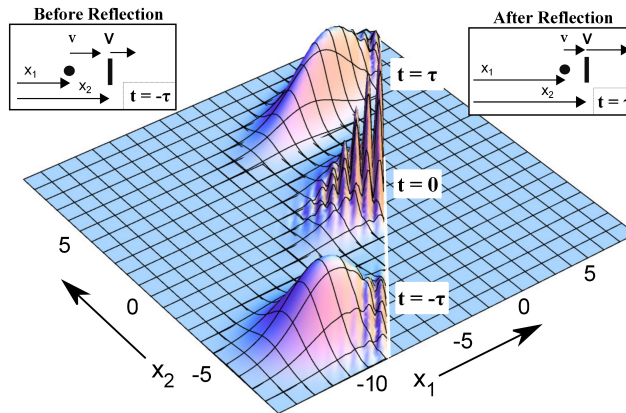 Before Reflection
v V
x₁
x₂
t = -τ
After Reflection
v V
x₁
x₂
t = τ
t = τ
t = 0
t = -τ
5
0
-5
x₂
-10
-5
0
5
x₁